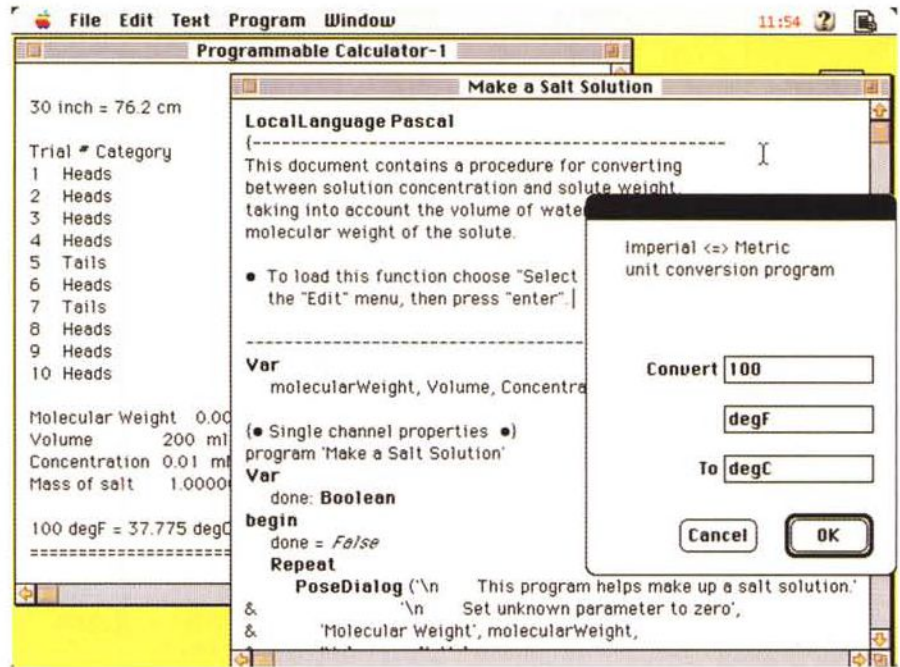 File Edit Text Program Window 11:54
Programmable Calculator-1
30 inch = 76.2 cm
Trial # Category
1 Heads
2 Heads
3 Heads
4 Heads
5 Tails
6 Heads
7 Tails
8 Heads
9 Heads
10 Heads
Molecular Weight 0.00
Volume 200 ml
Concentration 0.01
Mass of salt 1.0000
100 degF = 37.775 degC
==========================
Make a Salt Solution
LocalLanguage Pascal
{------------------------------------------------------
This document contains a procedure for converting
between solution concentration and solute weight,
taking into account the volume of
molecular weight of the solute.
● To load this function choose "Select
the "Edit" menu, then press "enter".
------------------------------------------
Var
molecularWeight, Volume,
{● Single channel properties ●}
program 'Make a Salt Solution'
Var
done: Boolean
begin
done = False
Repeat
PoseDialog ('\n This program helps make up a salt solution.'
& '\n Set unknown parameter to zero',
& 'Molecular Weight', molecularWeight,
Imperial <=> Metric
unit conversion program
Convert 100
degF
To degC
Cancel OK